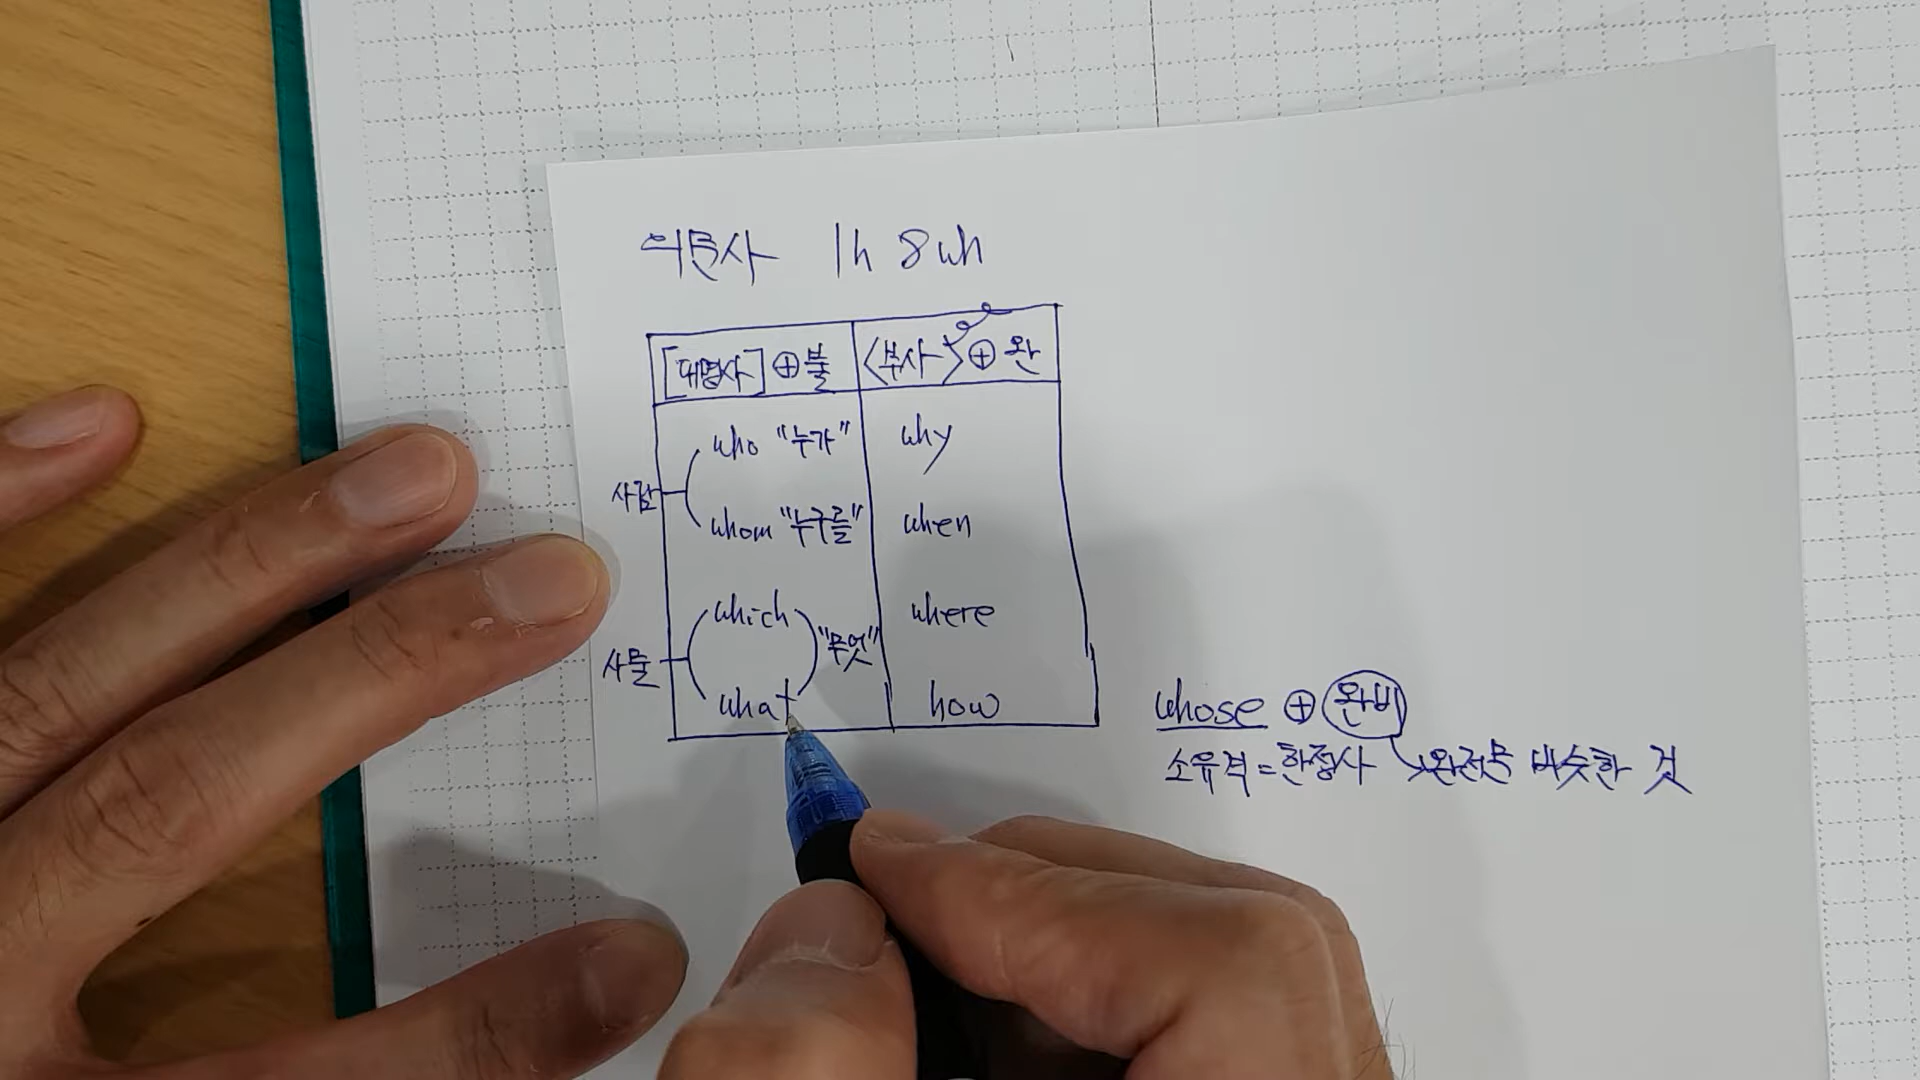 의문사 1h 8wh
[대명사] ⊕ 불 <부사> ⊕ 완
who "누가" why
사람
whom "누구를" when
which where
사물 "무엇"
what how
whose ⊕ 완비
소유격 = 한정사 완전문 비슷한 것